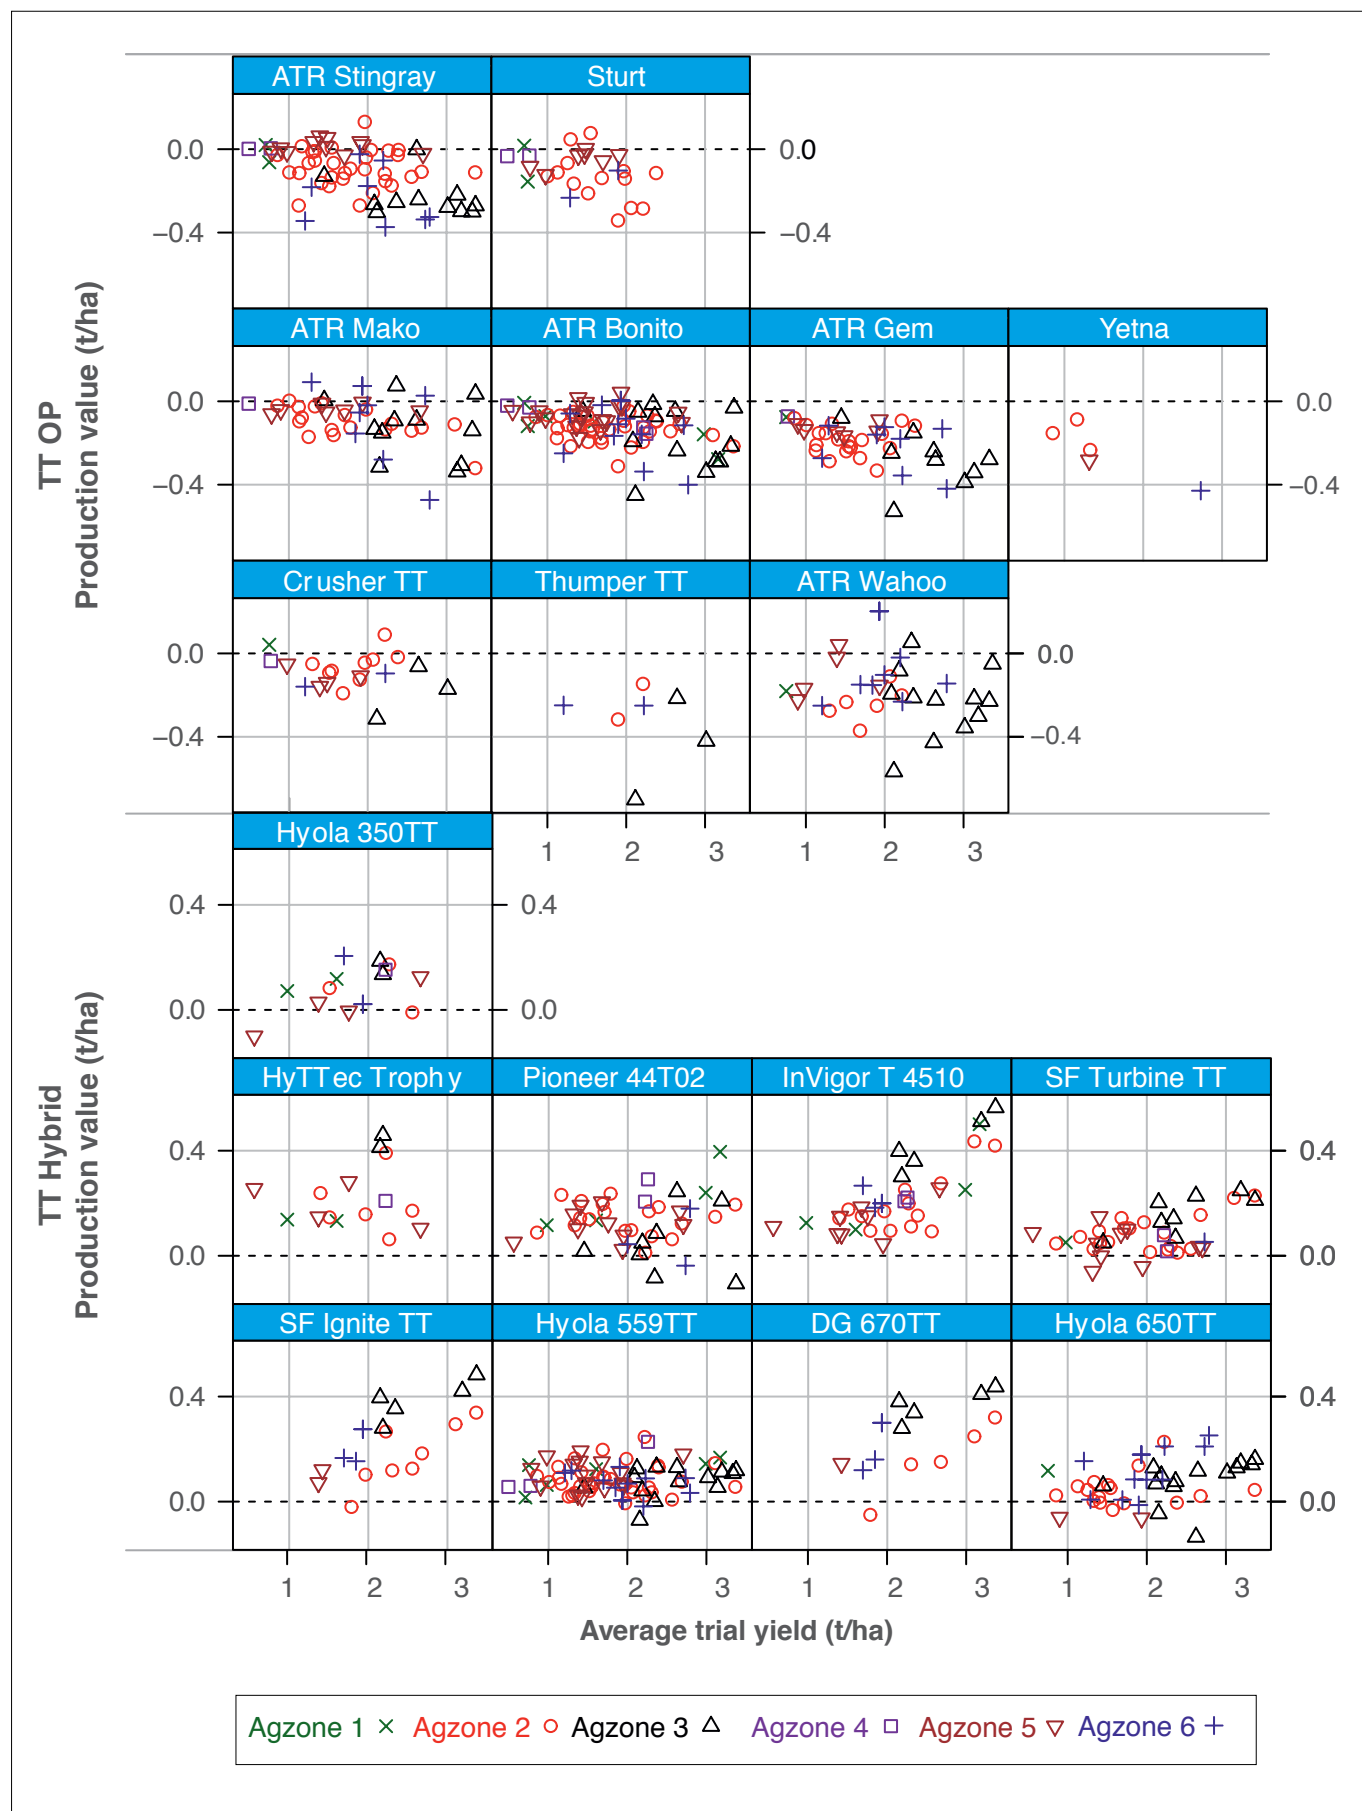 ATR Stingray Sturt
0.0 0.0
−0.4 −0.4
TT OP
Production value (t/ha)
ATR Mako ATR Bonito ATR Gem Yetna
0.0 0.0
−0.4 −0.4
Crusher TT Thumper TT ATR Wahoo
0.0 0.0
−0.4 −0.4
1 2 3 1 2 3
Hyola 350TT
0.4 0.4
0.0 0.0
TT Hybrid
Production value (t/ha)
HyTTec Trophy Pioneer 44T02 InVigor T 4510 SF Turbine TT
0.4 0.4
0.0 0.0
SF Ignite TT Hyola 559TT DG 670TT Hyola 650TT
0.4 0.4
0.0 0.0
1 2 3 1 2 3 1 2 3 1 2 3
Average trial yield (t/ha)
Agzone 1 Agzone 2 Agzone 3 Agzone 4 Agzone 5 Agzone 6